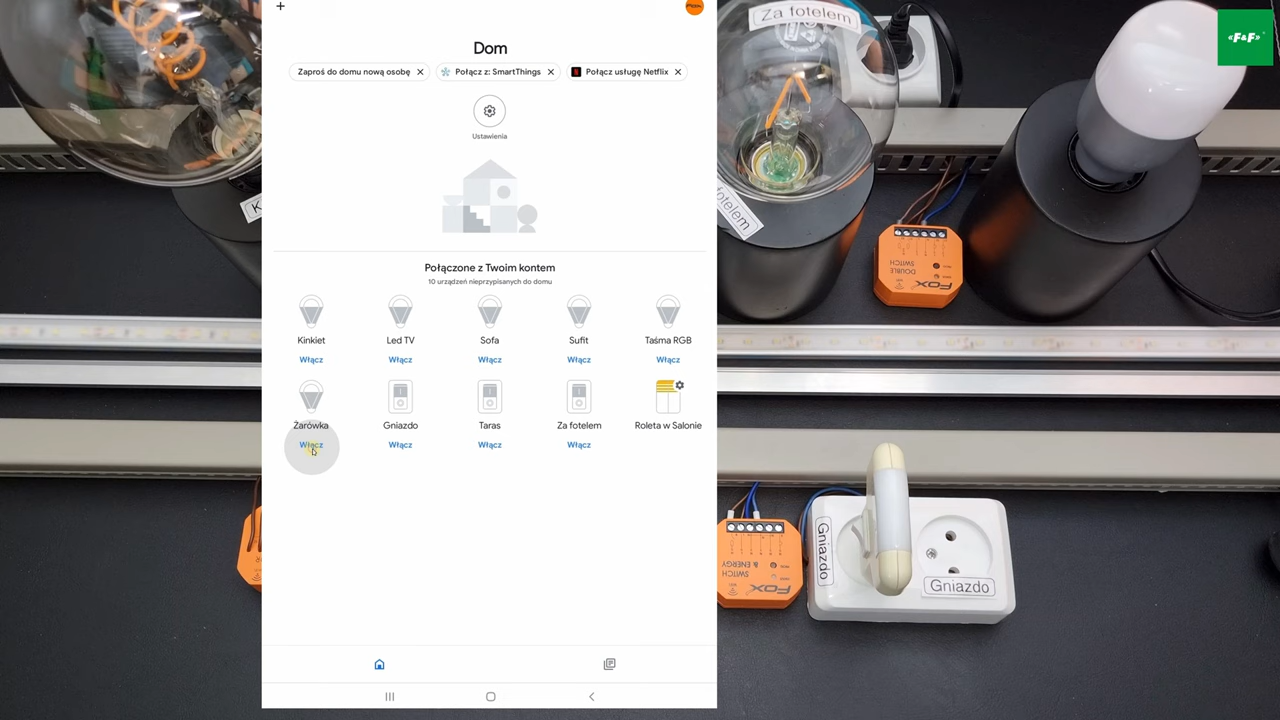 Dom
Zaproś do domu nową osobę
Połącz z: SmartThings
Połącz usługę Netflix
Ustawienia
Połączone z Twoim kontem
10 urządzeń nieprzypisanych do domu
Kinkiet
Led TV
Sofa
Sufit
Taśma RGB
Włącz
Włącz
Włącz
Włącz
Włącz
Żarówka
Gniazdo
Taras
Za fotelem
Roleta w Salonie
Włącz
Włącz
Włącz
Włącz
Za fotelem
fotelem
K
«F&F»
DOUBLE
SWITCH
Fox
SWITCH
& ENERGY
Fox
Gniazdo
Gniazdo